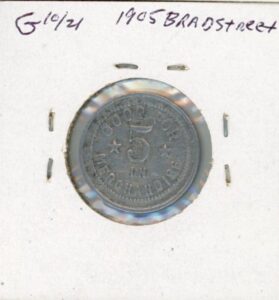 G10/21 1905 BRADSTREET
GOOD FOR
5
IN
MERCHANDISE